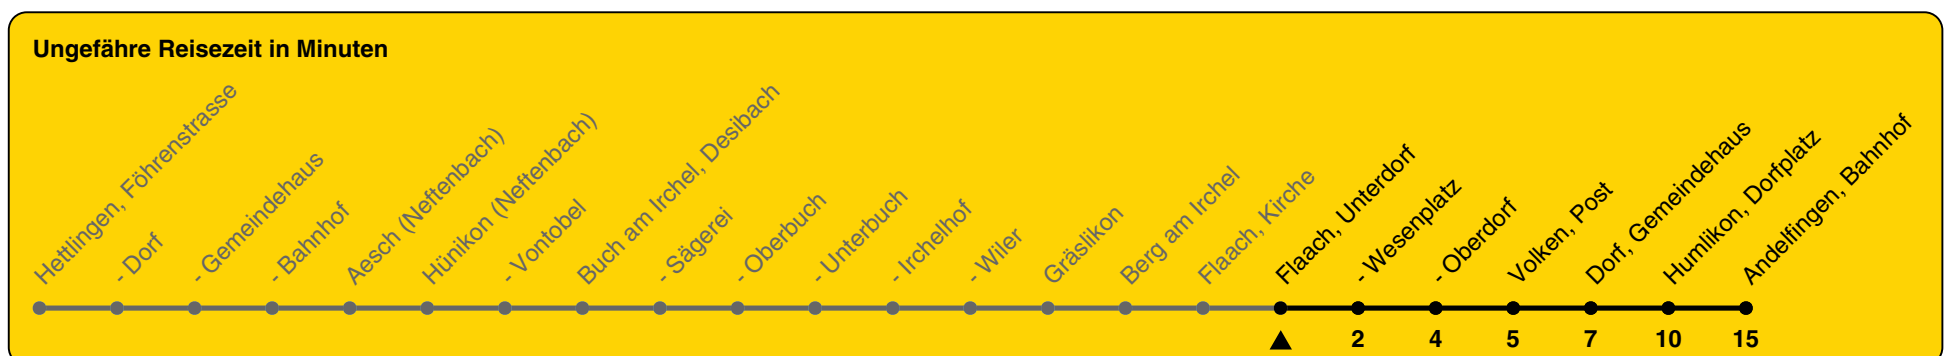 Ungefähre Reisezeit in Minuten
Hettlingen, Föhrenstrasse
- Dorf
- Gemeindehaus
- Bahnhof
Aesch (Neftenbach)
Hünikon (Neftenbach)
- Vontobel
Buch am Irchel, Desibach
- Sägerei
- Oberbuch
- Unterbuch
- Irchelhof
- Wiler
Gräslikon
Berg am Irchel
Flaach, Kirche
Flaach, Unterdorf
- Wesenplatz
- Oberdorf
Volken, Post
Dorf, Gemeindehaus
Humlikon, Dorfplatz
Andelfingen, Bahnhof
2 4 5 7 10 15